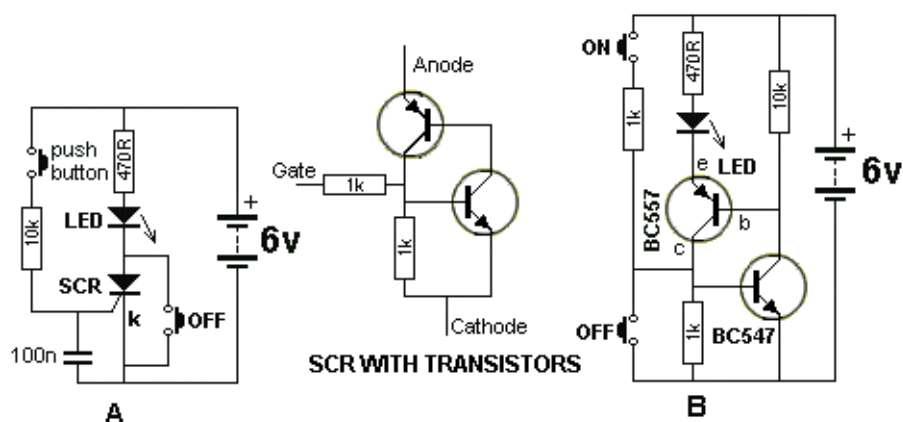 push
button
470R
10k
LED
SCR
k
OFF
100n
+
6v
A
Anode
Gate
1k
1k
Cathode
SCR WITH TRANSISTORS
ON
470R
10k
1k
LED
e
BC557
b
c
+
6v
OFF
1k
BC547
B